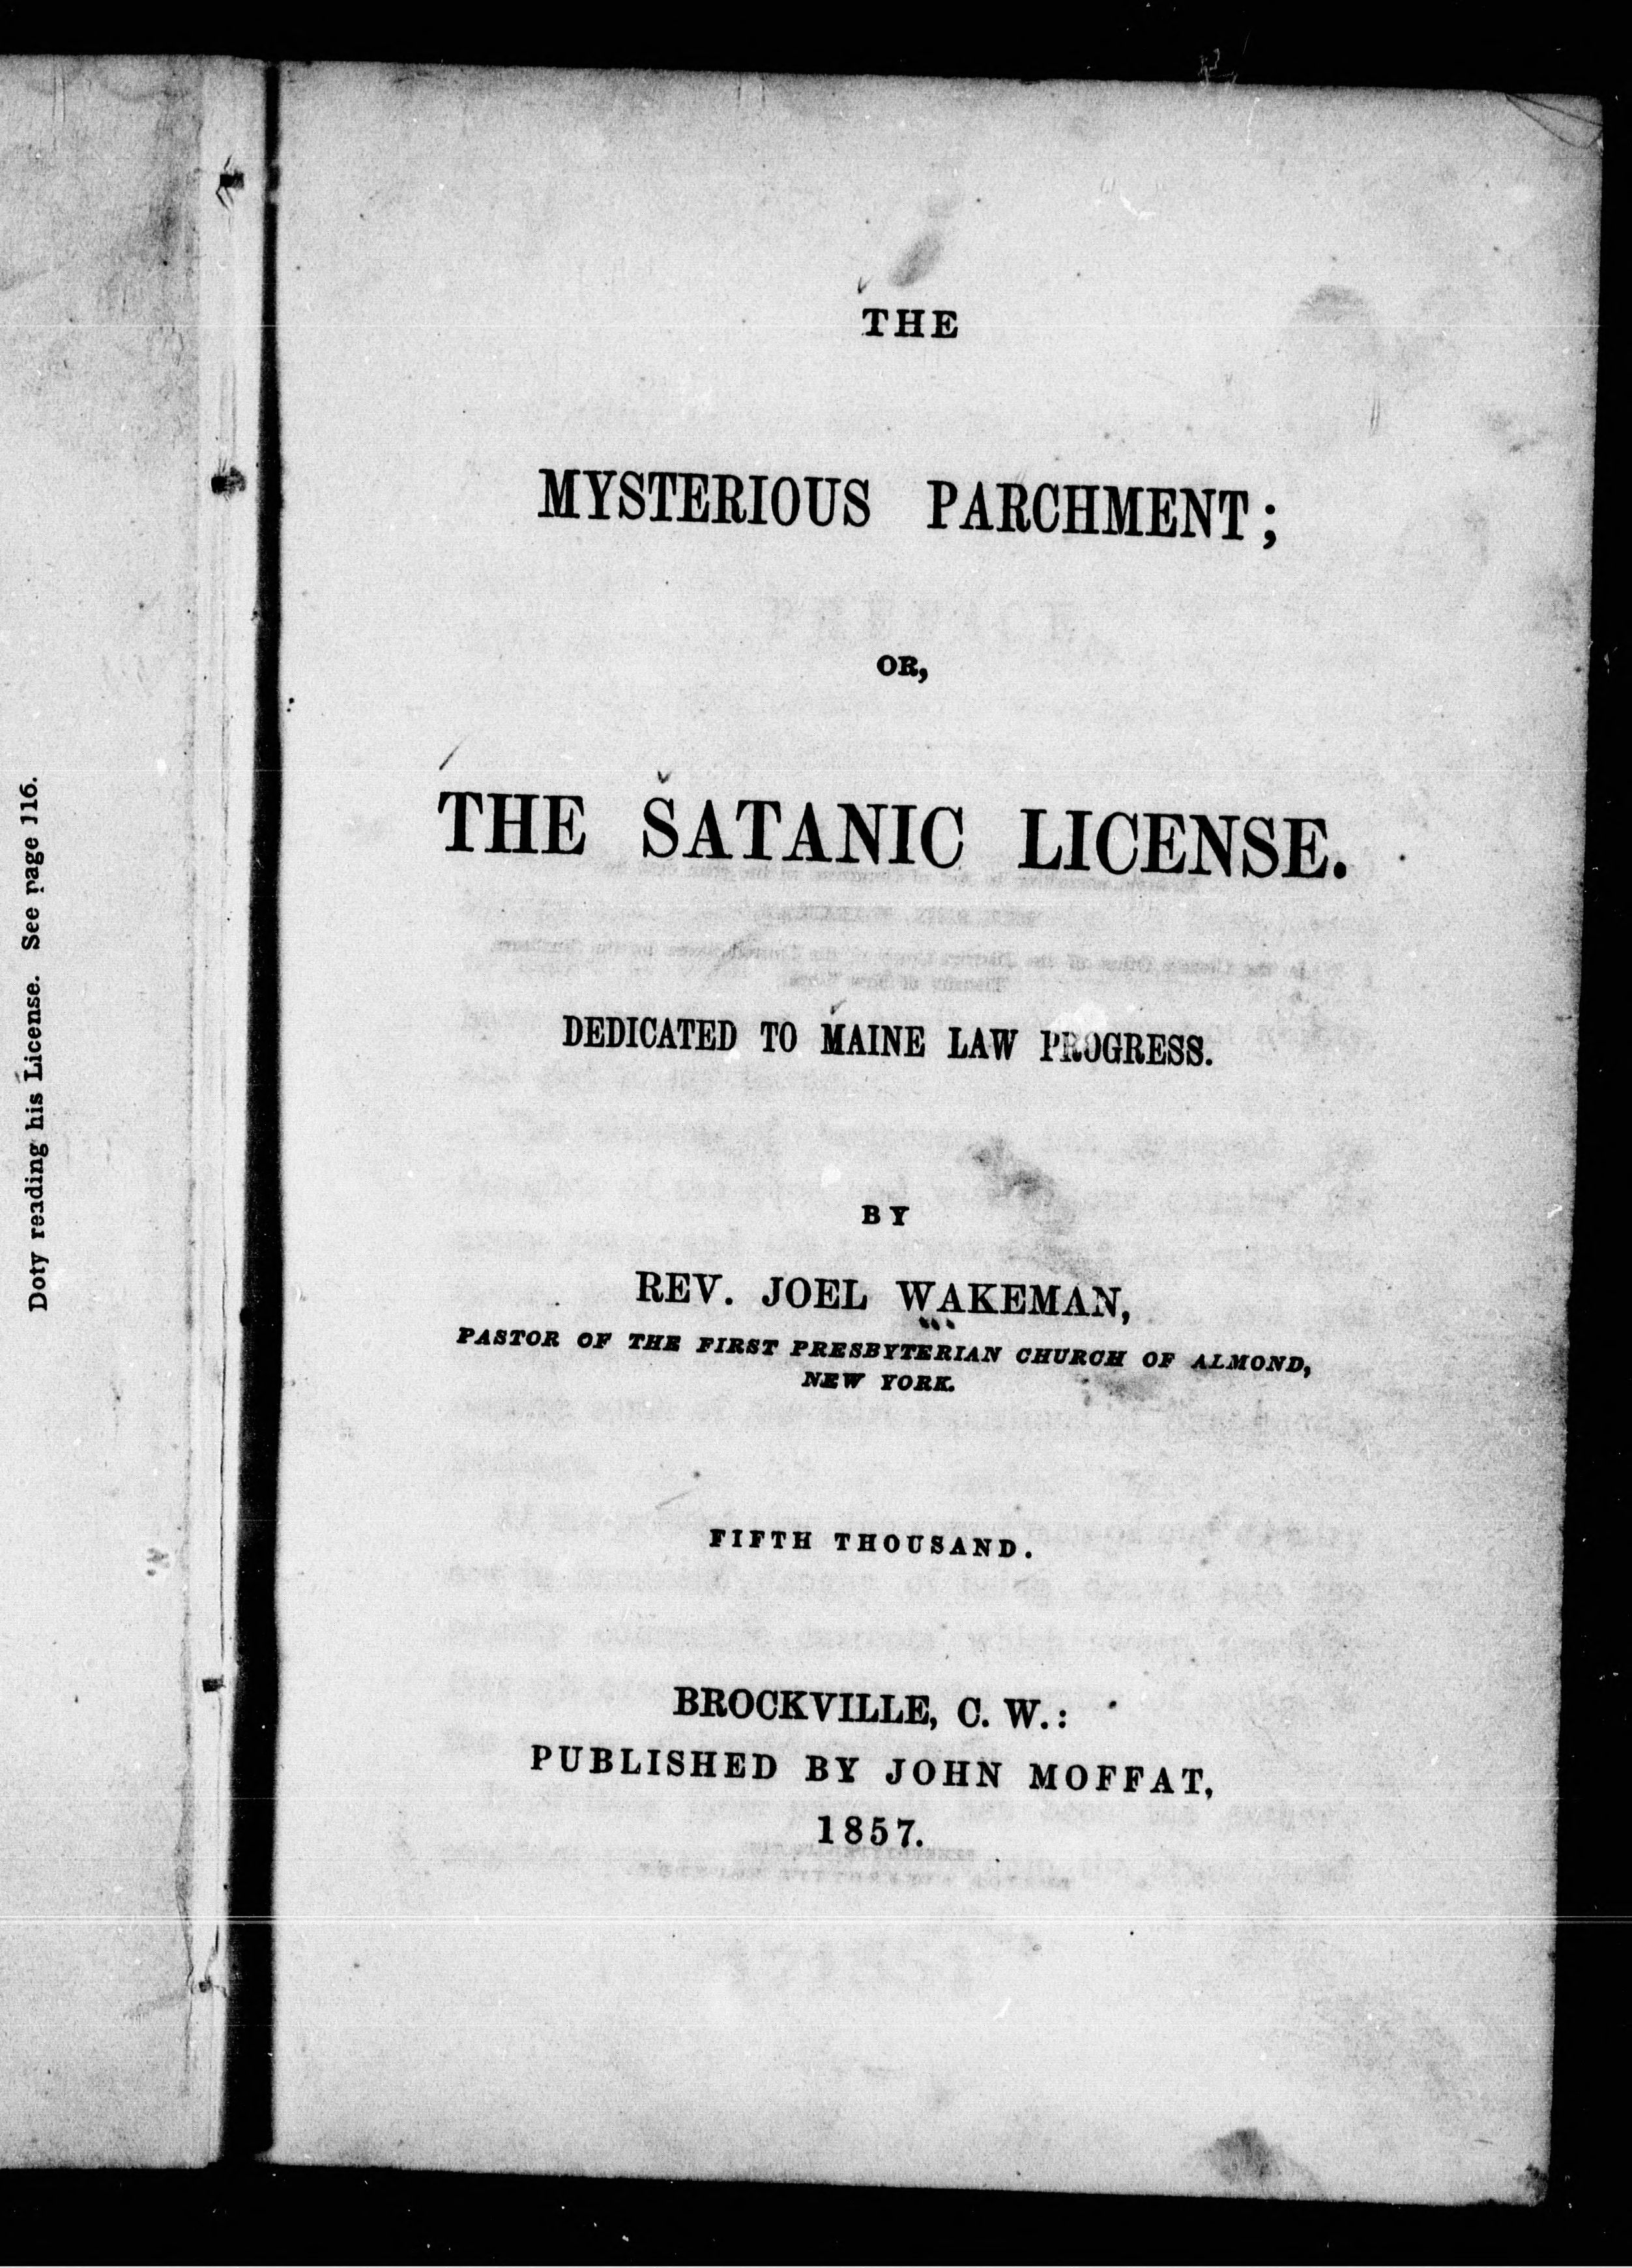 Doty reading his License. See page 116.
THE
MYSTERIOUS PARCHMENT;
OR,
THE SATANIC LICENSE.
DEDICATED TO MAINE LAW PROGRESS.
BY
REV. JOEL WAKEMAN,
PASTOR OF THE FIRST PRESBYTERIAN CHURCH OF ALMOND,
NEW YORK.
FIFTH THOUSAND.
BROCKVILLE, C. W.:
PUBLISHED BY JOHN MOFFAT,
1857.